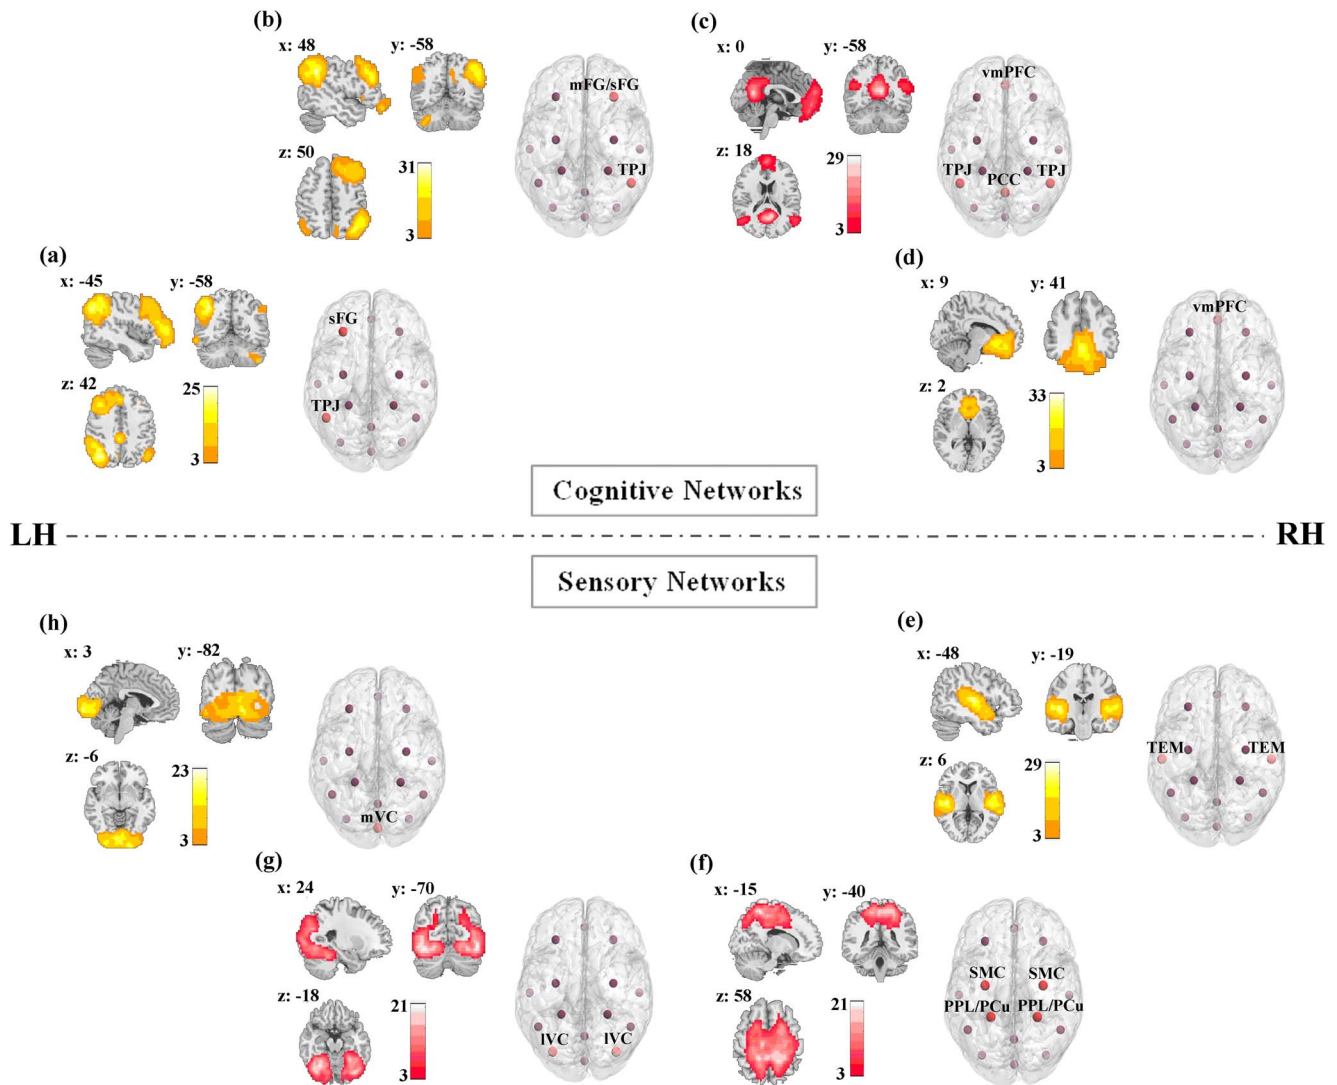 (b)
x: 48 y: -58
mFG/sFG
z: 50
31
TPJ
3
(c)
x: 0 y: -58
vmPFC
z: 18
29
TPJ PCC TPJ
3
(a)
x: -45 y: -58
sFG
z: 42
25
TPJ
3
(d)
x: 9 y: 41
vmPFC
z: 2
33
3
Cognitive Networks
LH RH
Sensory Networks
(h)
x: 3 y: -82
z: -6
23
mVC
3
(e)
x: -48 y: -19
TEM TEM
z: 6
29
3
(g)
x: 24 y: -70
z: -18
21
lVC lVC
3
(f)
x: -15 y: -40
SMC SMC
z: 58
21
PPL/PCu PPL/PCu
3